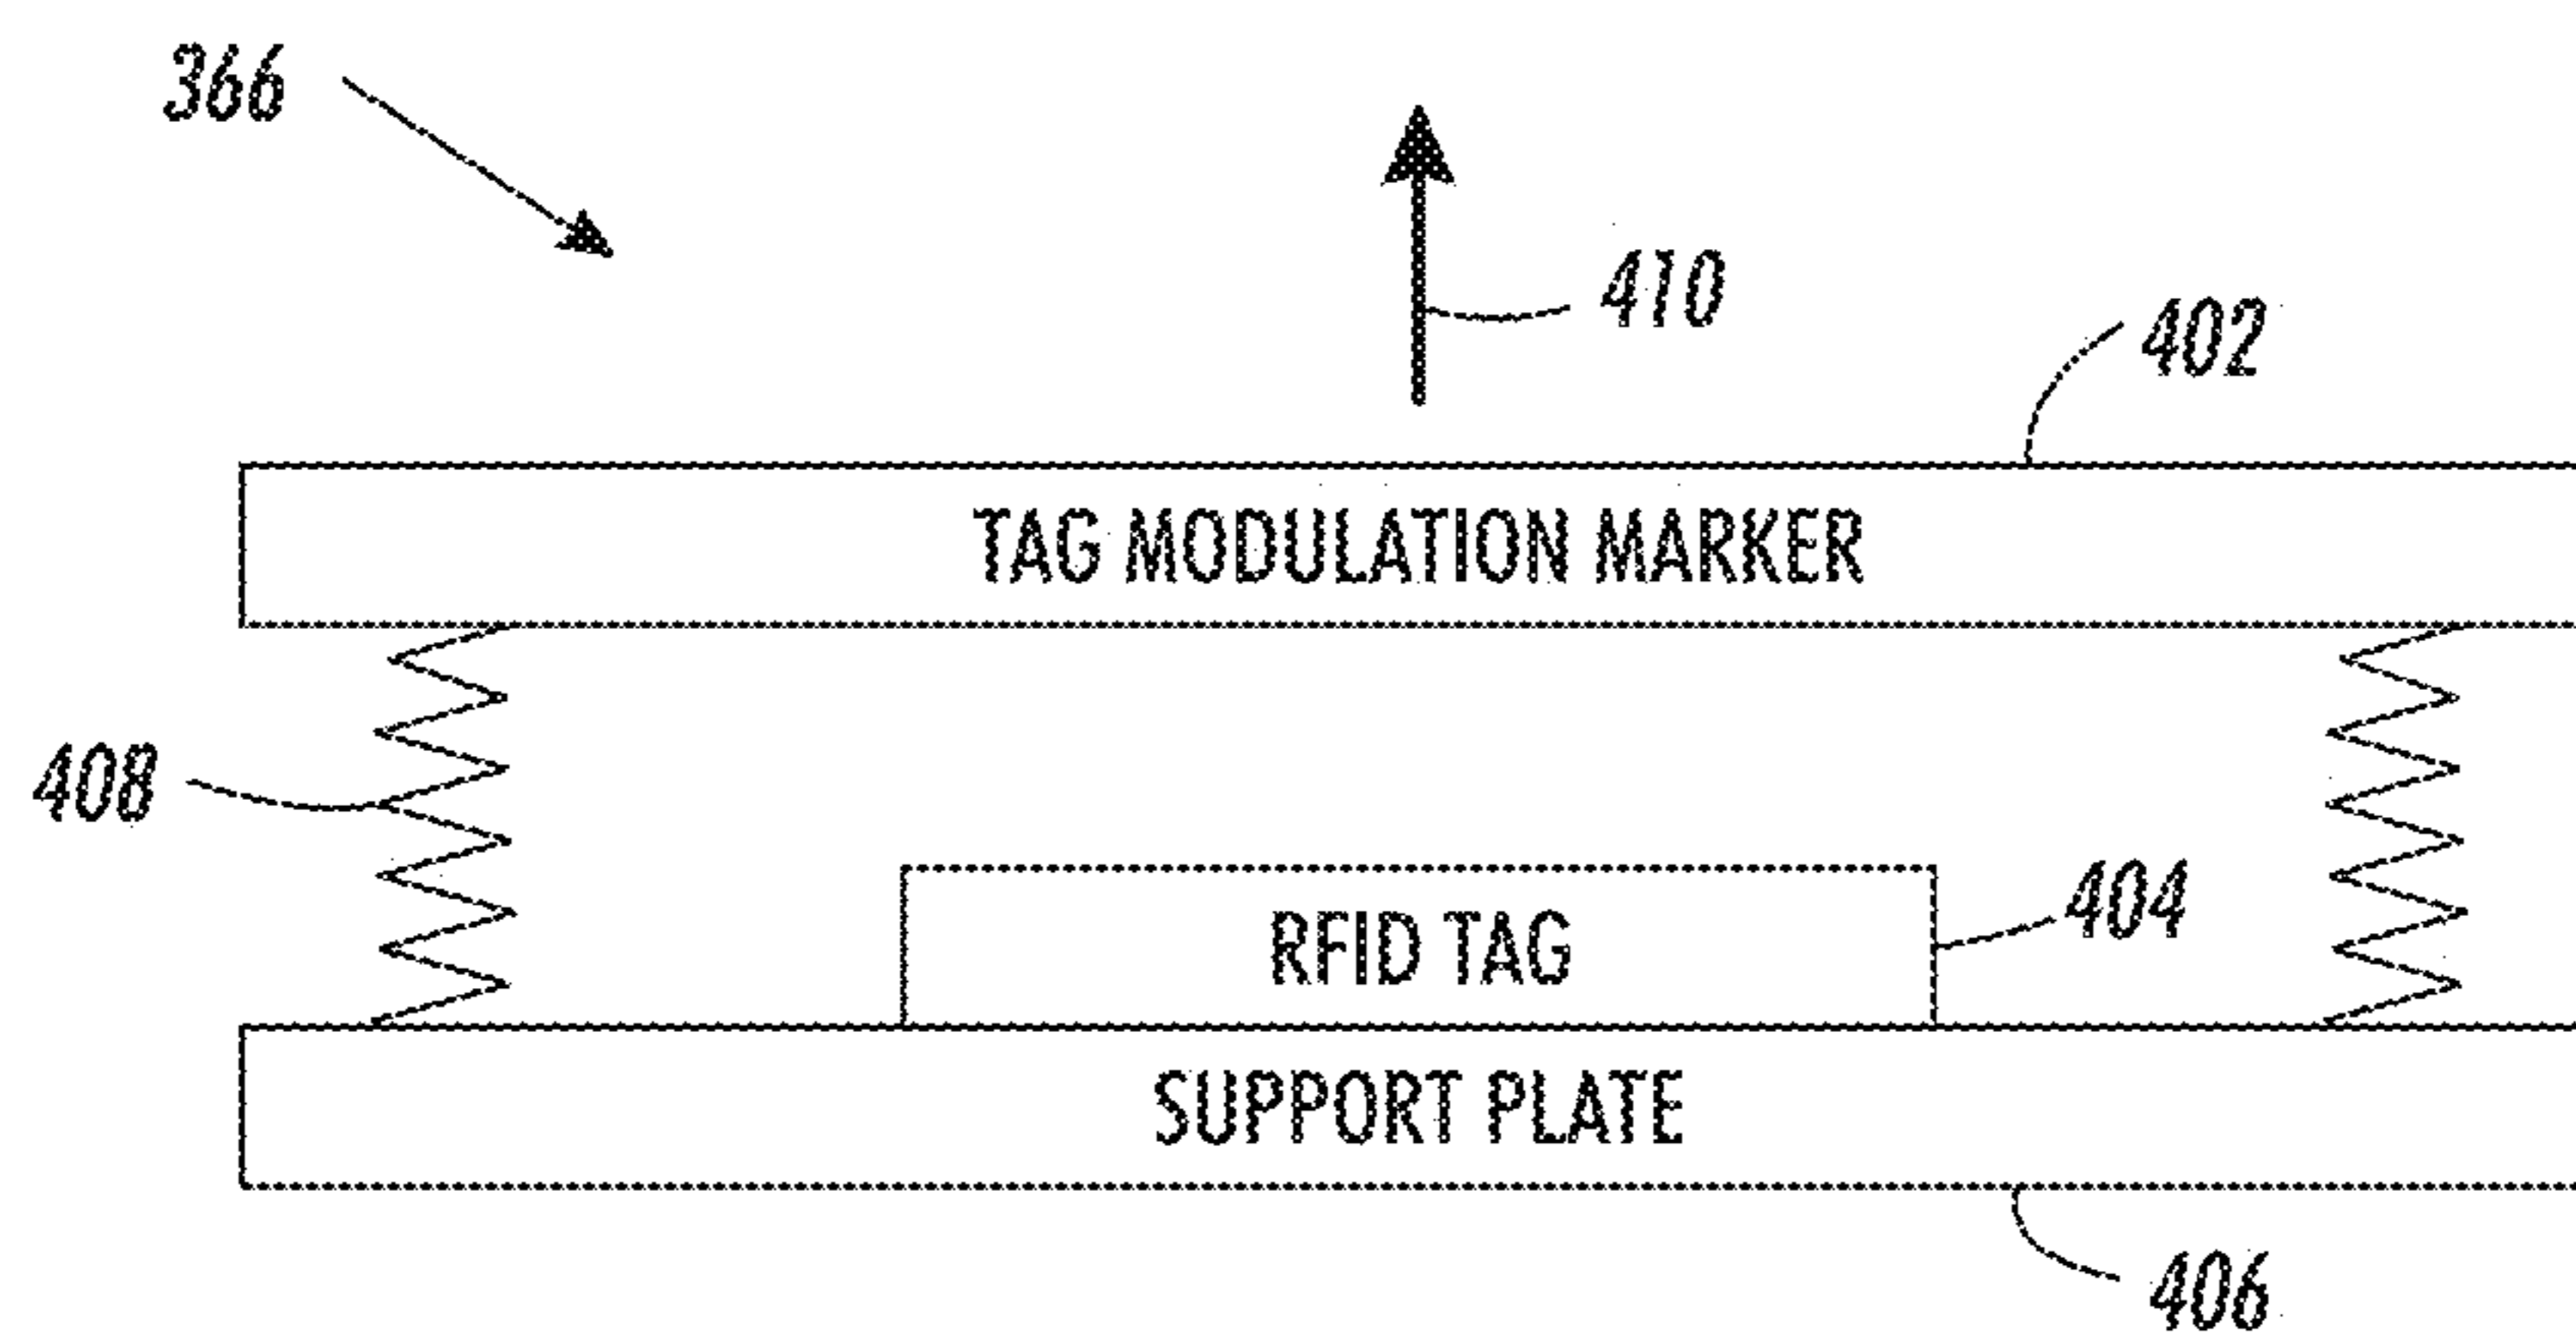 366
410
402
TAG MODULATION MARKER
408
RFID TAG
404
SUPPORT PLATE
406